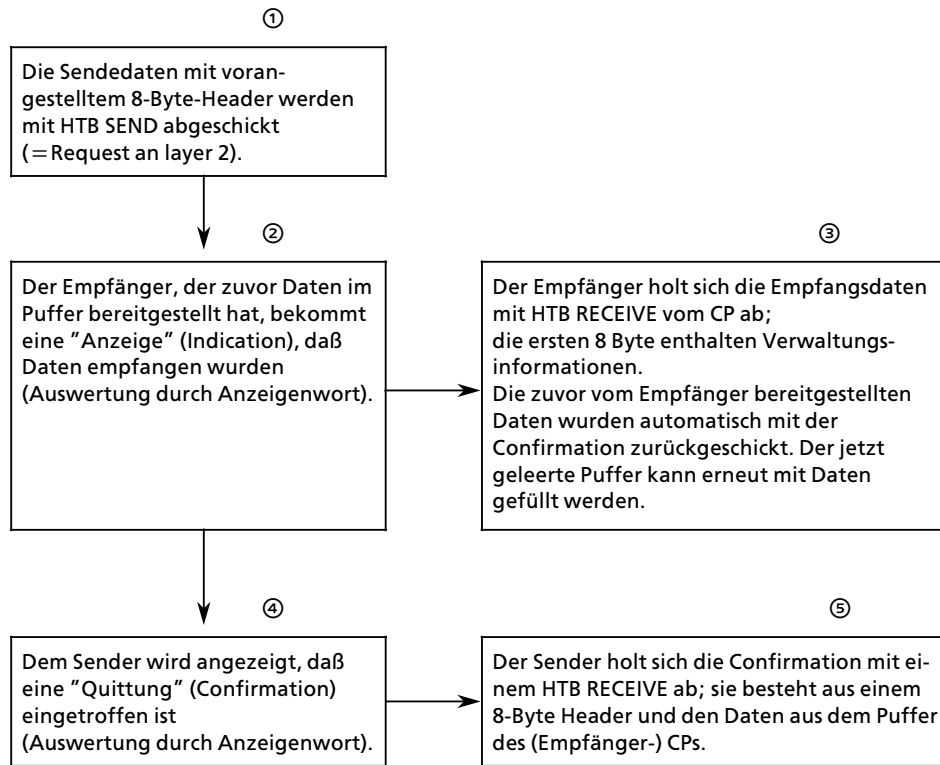 ①
Die Sendedaten mit voran-
gestelltem 8-Byte-Header werden
mit HTB SEND abgeschickt
(=Request an layer 2).
②
Der Empfänger, der zuvor Daten im
Puffer bereitgestellt hat, bekommt
eine "Anzeige" (Indication), daß
Daten empfangen wurden
(Auswertung durch Anzeigenwort).
③
Der Empfänger holt sich die Empfangsdaten
mit HTB RECEIVE vom CP ab;
die ersten 8 Byte enthalten Verwaltungs-
informationen.
Die zuvor vom Empfänger bereitgestellten
Daten wurden automatisch mit der
Confirmation zurückgeschickt. Der jetzt
geleerte Puffer kann erneut mit Daten
gefüllt werden.
④
Dem Sender wird angezeigt, daß
eine "Quittung" (Confirmation)
eingetroffen ist
(Auswertung durch Anzeigenwort).
⑤
Der Sender holt sich die Confirmation mit ei-
nem HTB RECEIVE ab; sie besteht aus einem
8-Byte Header und den Daten aus dem Puffer
des (Empfänger-) CPs.